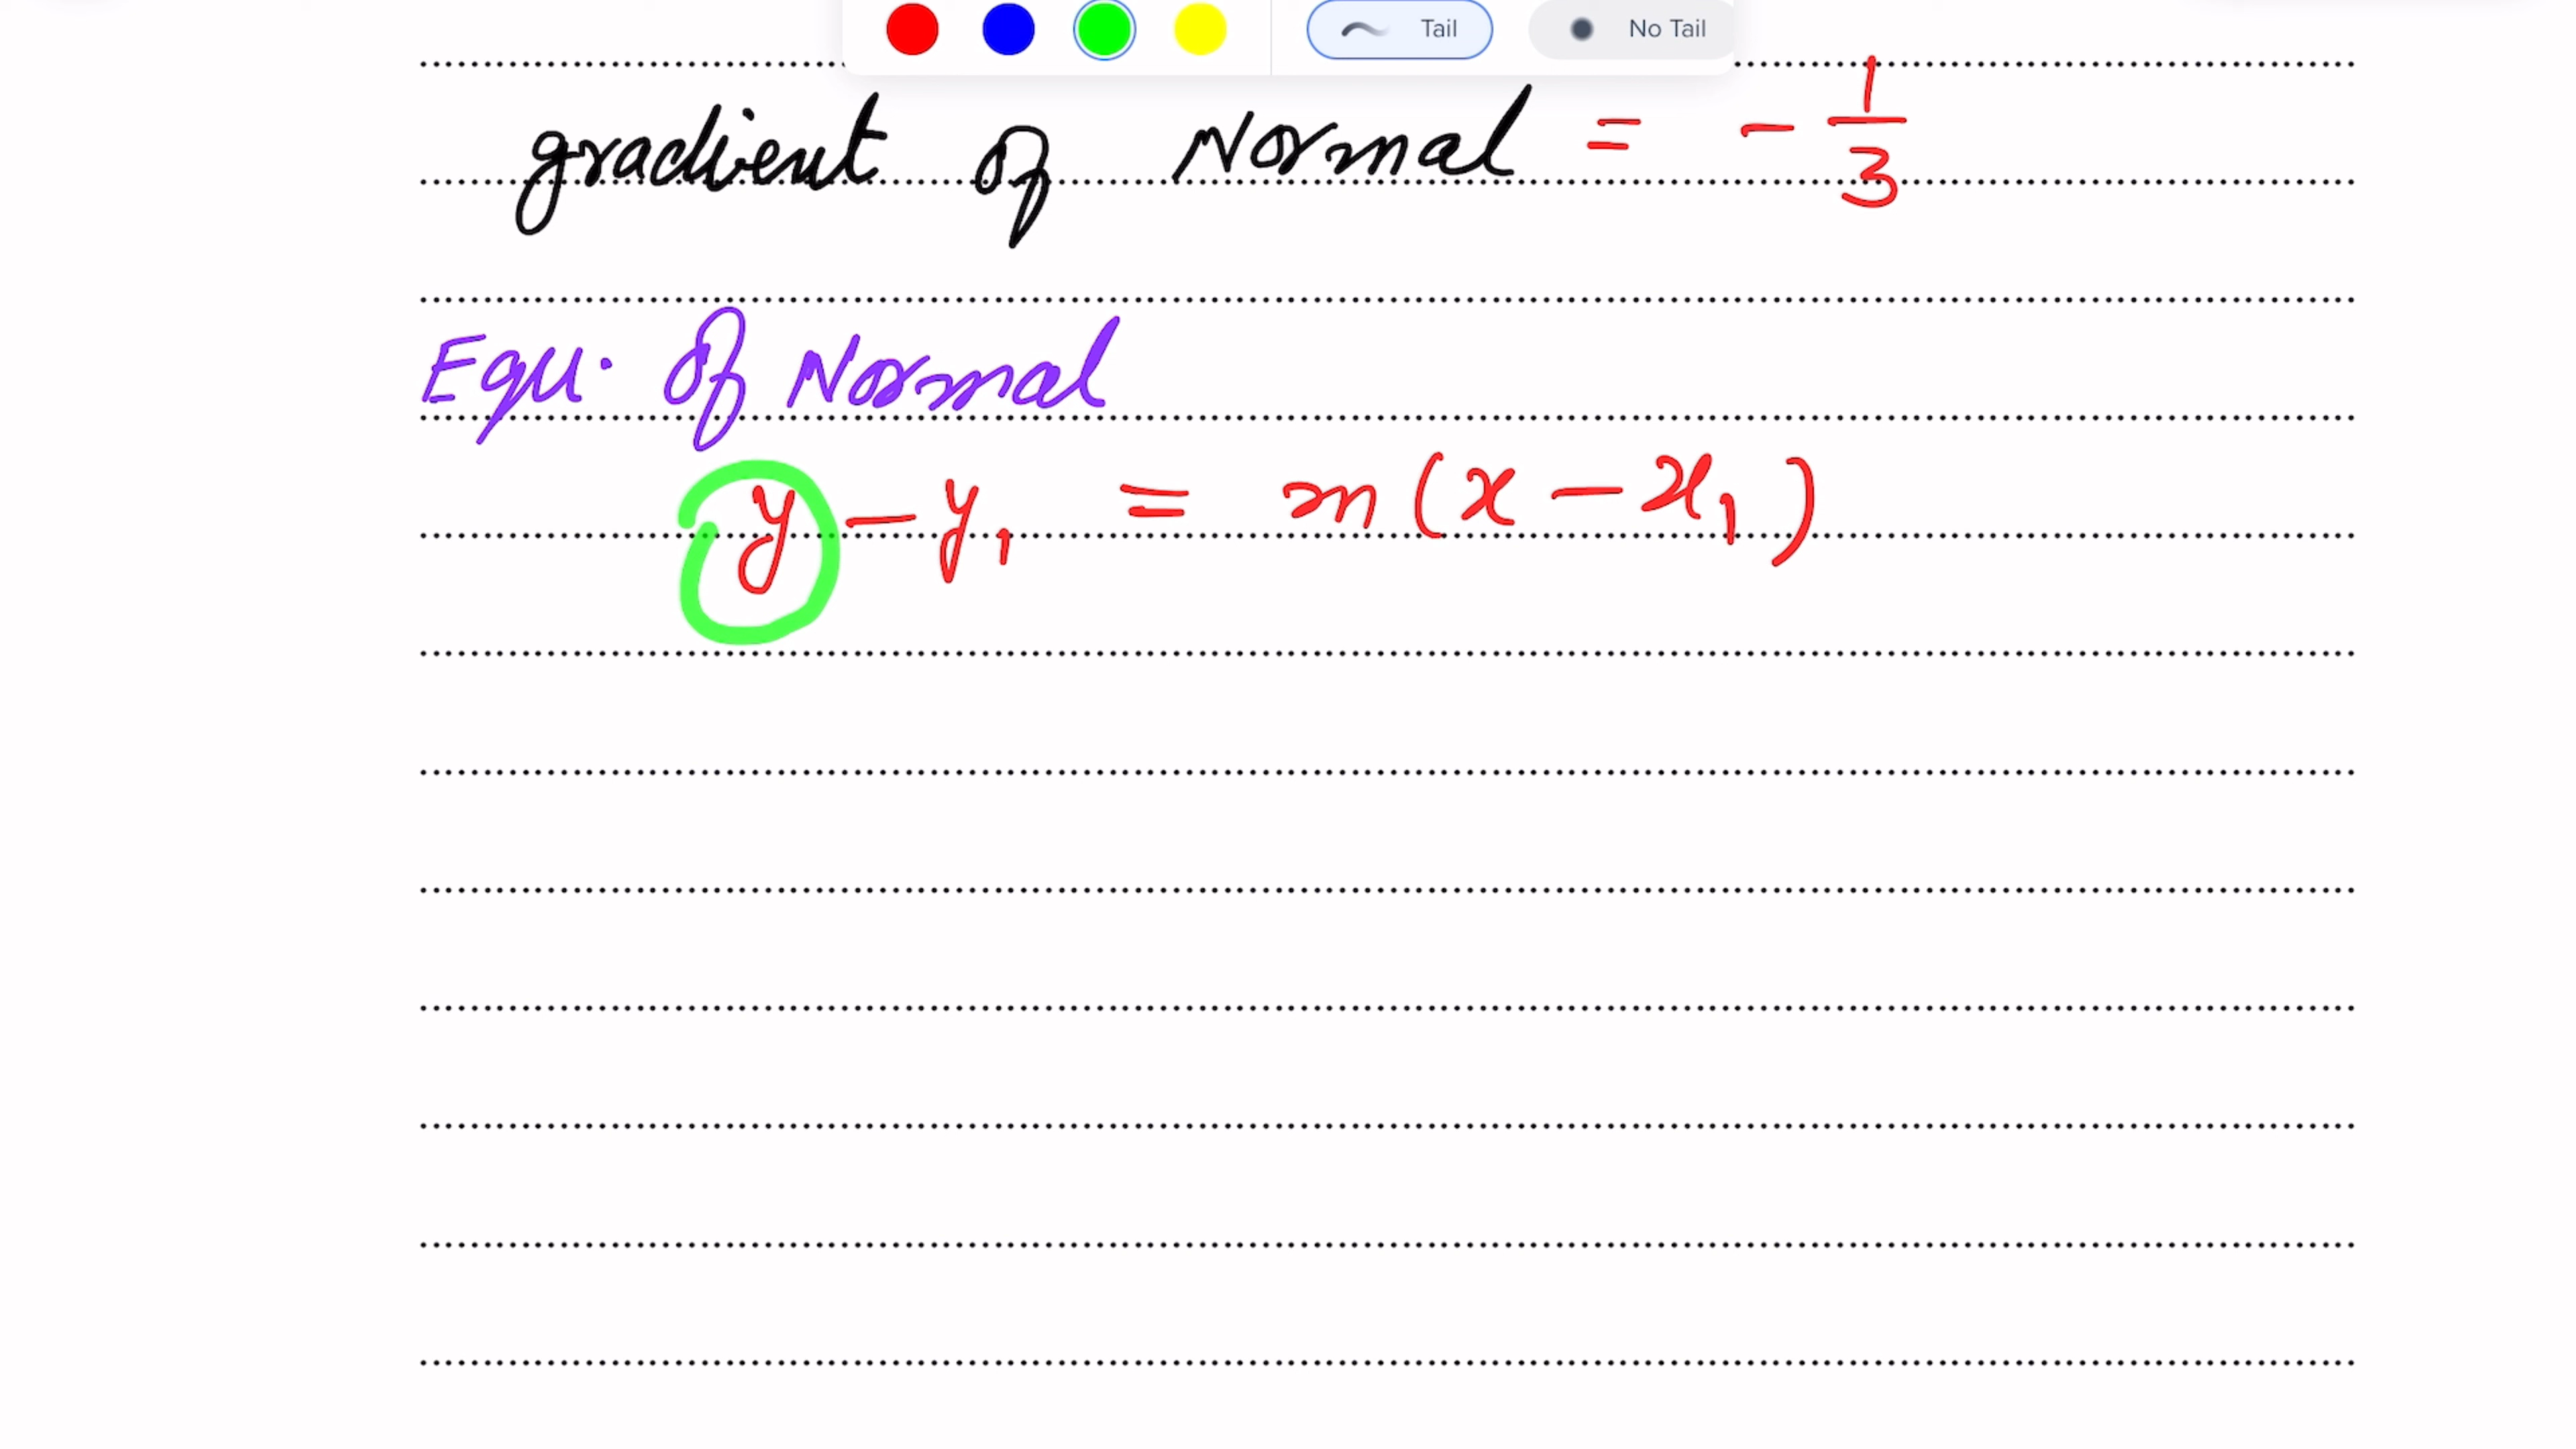 Tail No Tail
gradient of Normal = - 1/3
Equ. Of Normal
y - y₁ = m(x - x₁)